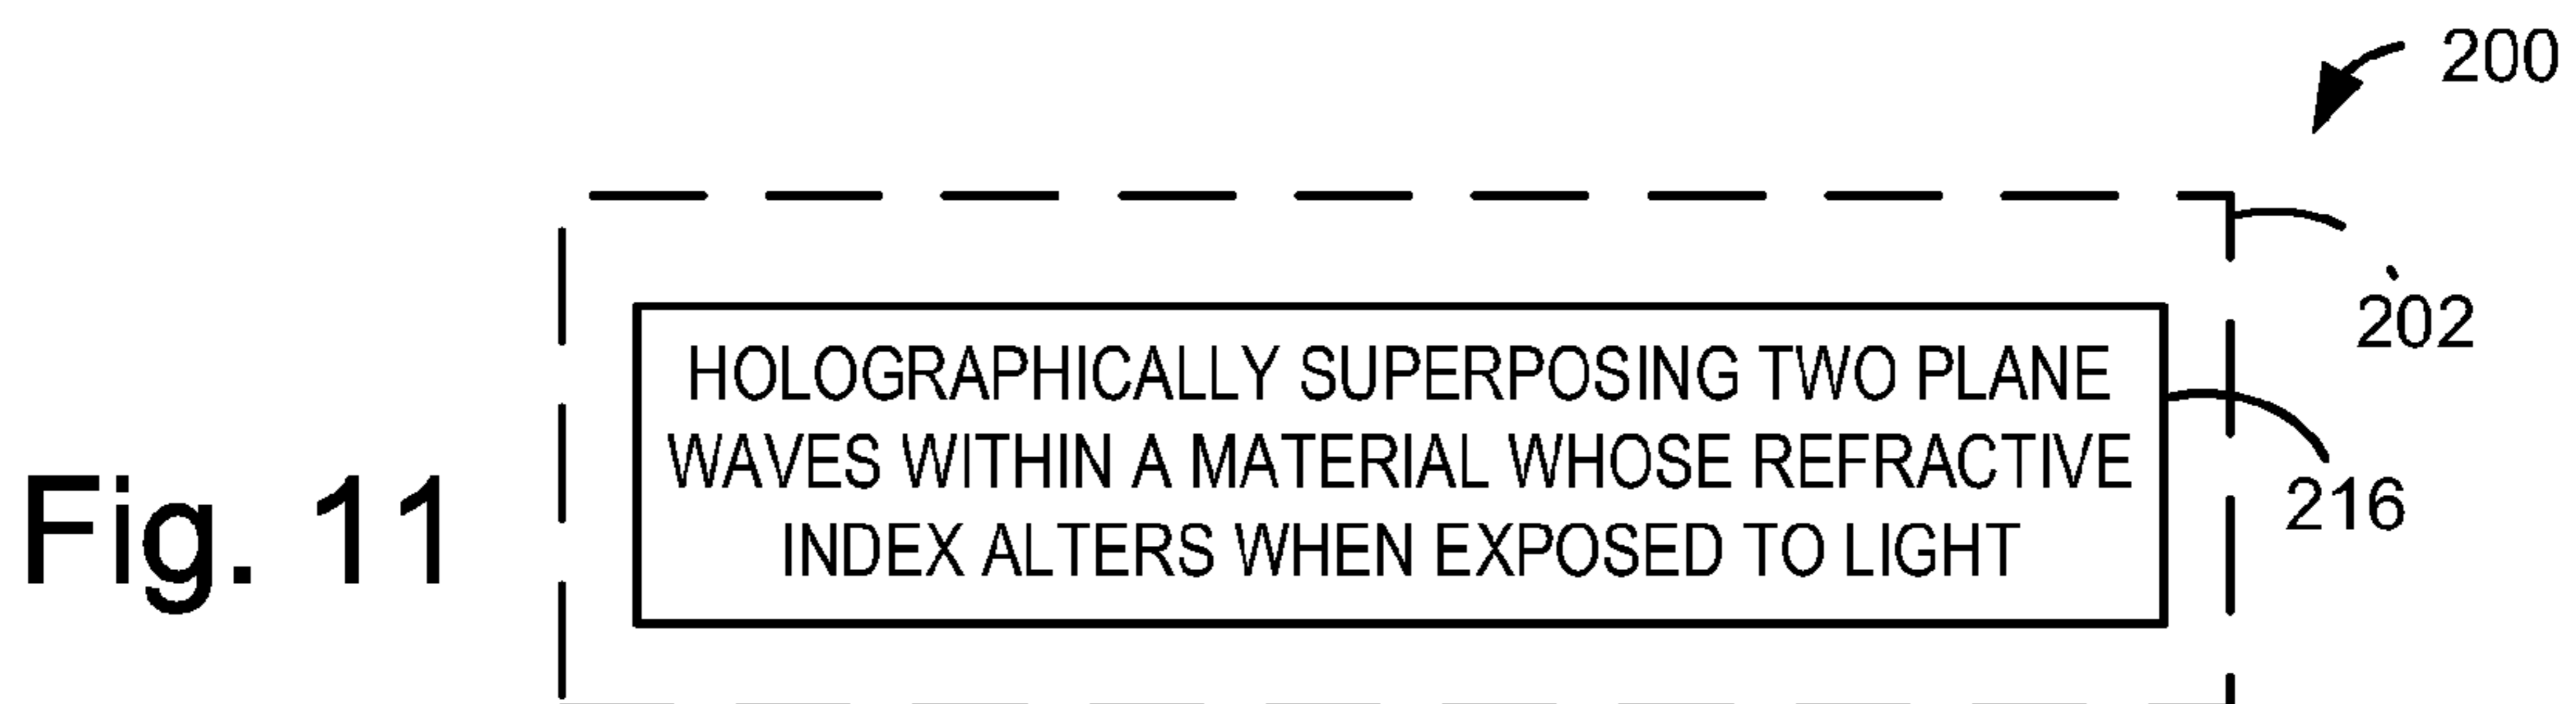 200
202
HOLOGRAPHICALLY SUPERPOSING TWO PLANE
WAVES WITHIN A MATERIAL WHOSE REFRACTIVE
INDEX ALTERS WHEN EXPOSED TO LIGHT
216
Fig. 11